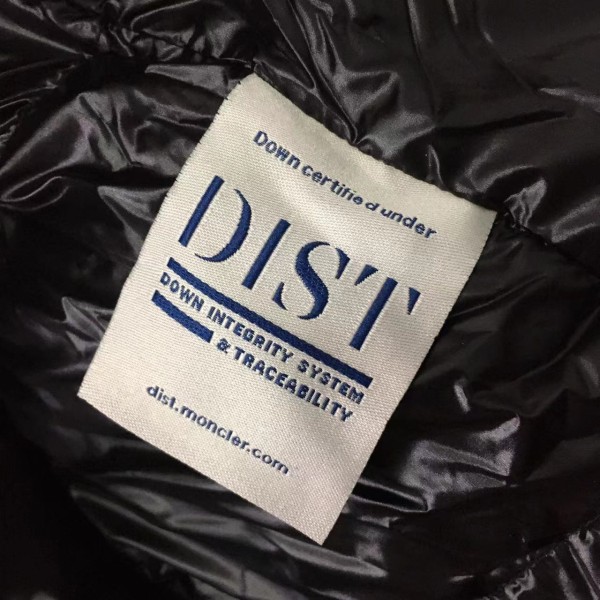 Down certified under
DIST
DOWN INTEGRITY SYSTEM
& TRACEABILITY
dist.moncler.com